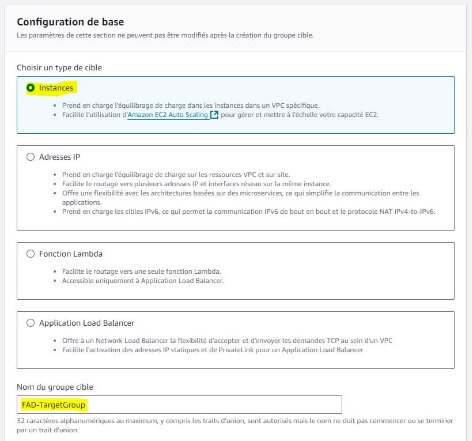 Configuration de base
Les paramètres de cette section ne peuvent pas être modifiés après la création du groupe cible.
Choisir un type de cible
Instances
Prend en charge l'équilibrage de charge dans les instances dans un VPC spécifique.
Facilite l'utilisation d'Amazon EC2 Auto Scaling pour gérer et mettre à l'échelle votre capacité EC2.
Adresses IP
Prend en charge l'équilibrage de charge sur les ressources VPC et sur site.
Facilite le routage vers plusieurs adresses IP et interfaces réseau sur la même instance.
Offre une flexibilité avec les architectures basées sur des microservices, ce qui simplifie la communication entre les
applications.
Prend en charge les cibles IPv6, ce qui permet la communication IPv6 de bout en bout et le protocole NAT IPv4-to-IPv6.
Fonction Lambda
Facilite le routage vers une seule fonction Lambda.
Accessible uniquement à Application Load Balancer.
Application Load Balancer
Offre à un Network Load Balancer la flexibilité d'accepter et d'envoyer les demandes TCP au sein d'un VPC
Facilite l'activation des adresses IP statiques et de PrivateLink pour un Application Load Balancer
Nom du groupe cible
FAD-TargetGroup
32 caractères alphanumériques au maximum, y compris les traits d'union, sont autorisés mais le nom ne doit pas commencer ou se terminer
par un trait d'union.